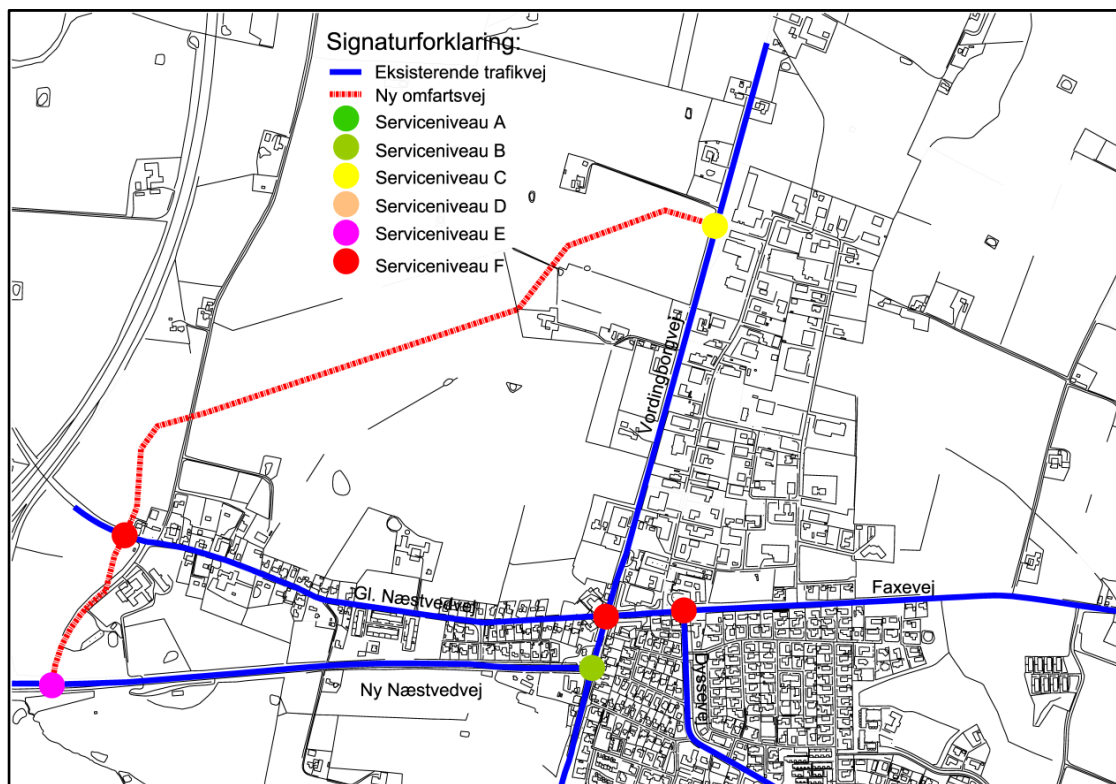 Signaturforklaring:
Eksisterende trafikvej
Ny omfartsvej
Serviceniveau A
Serviceniveau B
Serviceniveau C
Serviceniveau D
Serviceniveau E
Serviceniveau F
Vordingborgvej
Gl. Næstvedvej
Faxevej
Dyssevej
Ny Næstvedvej